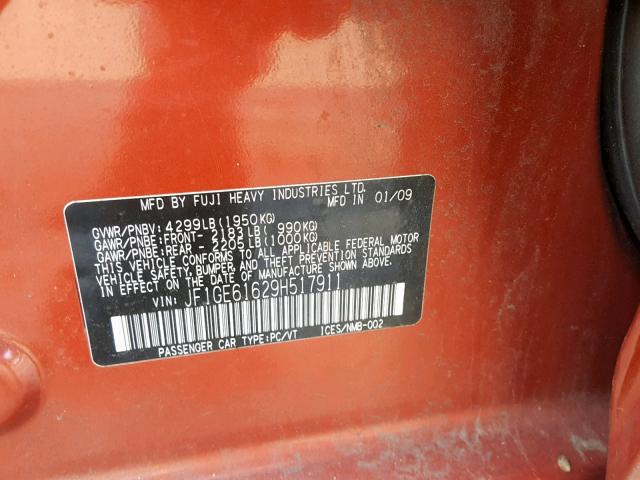 MFD BY FUJI HEAVY INDUSTRIES LTD. MFD IN 01/09
GVWR/PNBV: 4299LB(1950KG)
GAWR/PNBE: FRONT- 2183LB( 990KG)
GAWR/PNBE: REAR - 2205LB(1000KG)
THIS VEHICLE CONFORMS TO ALL APPLICABLE FEDERAL MOTOR
VEHICLE SAFETY, BUMPER, AND THEFT PREVENTION STANDARDS
IN EFFECT ON THE DATE OF MANUFACTURE SHOWN ABOVE.
VIN: JF1GE61629H517911
PASSENGER CAR TYPE:PC/VT ICES/NMB-002